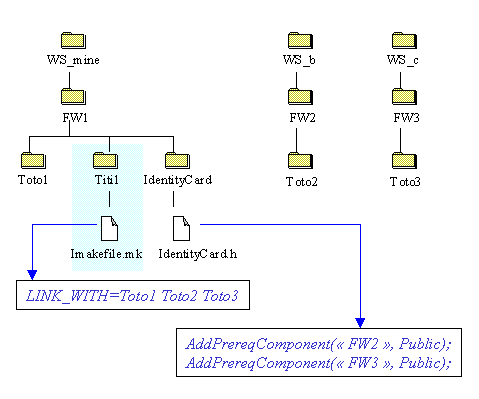 WS_mine WS_b WS_c
FW1 FW2 FW3
Toto1 Titi1 IdentityCard Toto2 Toto3
Imakefile.mk IdentityCard.h
LINK_WITH=Toto1 Toto2 Toto3
AddPrereqComponent(« FW2 », Public);
AddPrereqComponent(« FW3 », Public);